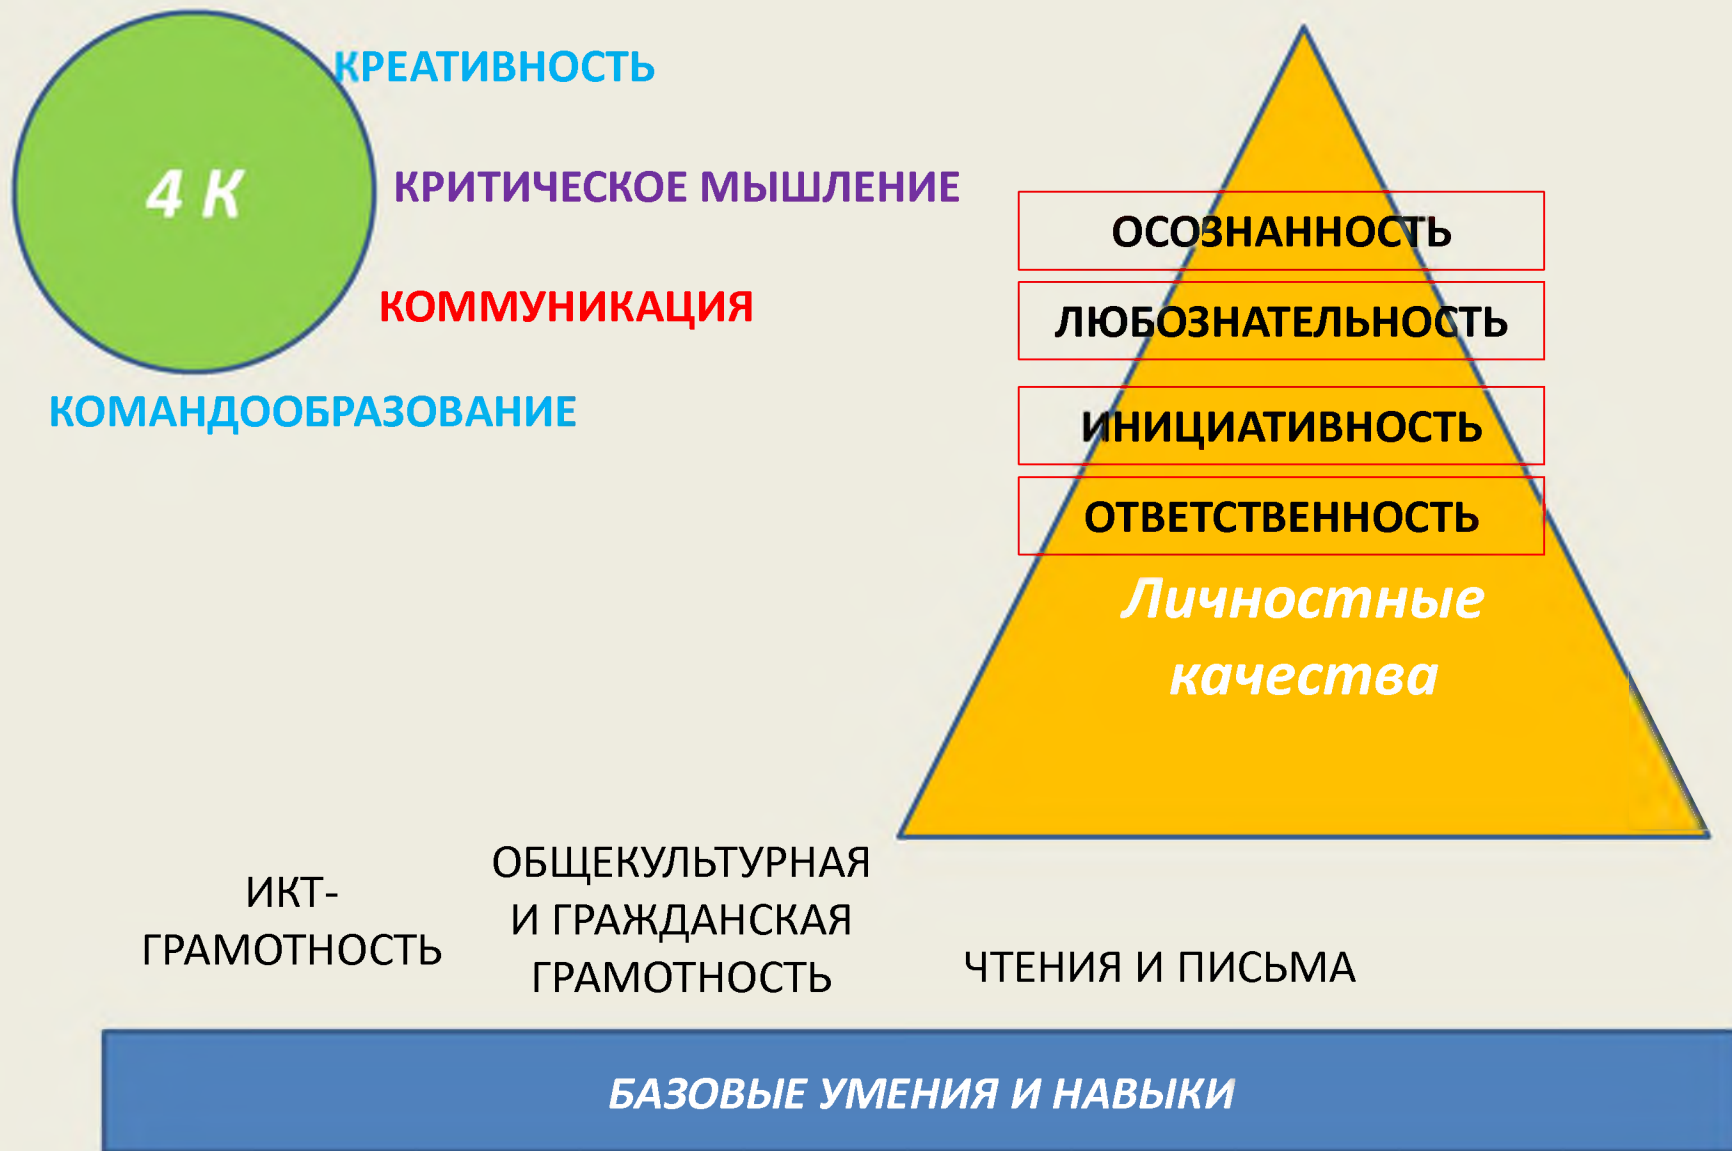 4 К
КРЕАТИВНОСТЬ
КРИТИЧЕСКОЕ МЫШЛЕНИЕ
КОММУНИКАЦИЯ
КОМАНДООБРАЗОВАНИЕ
ОСОЗНАННОСТЬ
ЛЮБОЗНАТЕЛЬНОСТЬ
ИНИЦИАТИВНОСТЬ
ОТВЕТСТВЕННОСТЬ
Личностные
качества
ИКТ-
ГРАМОТНОСТЬ
ОБЩЕКУЛЬТУРНАЯ
И ГРАЖДАНСКАЯ
ГРАМОТНОСТЬ
ЧТЕНИЯ И ПИСЬМА
БАЗОВЫЕ УМЕНИЯ И НАВЫКИ